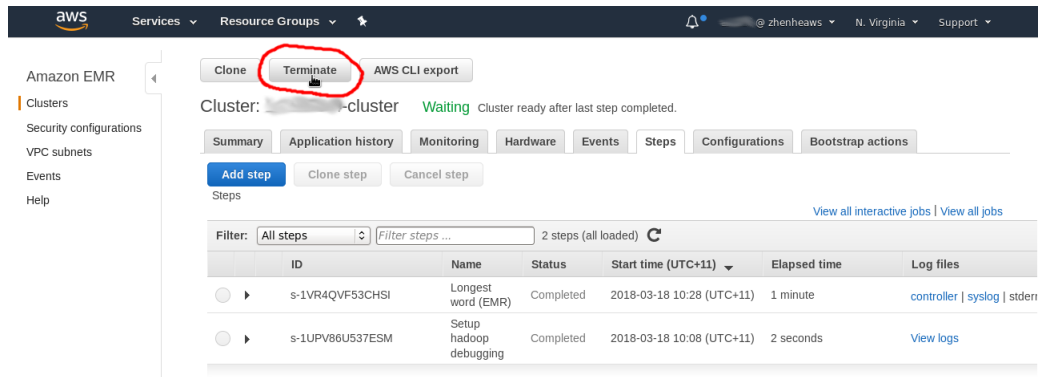 aws Services Resource Groups @ zhenheaws N. Virginia Support
Amazon EMR
Clusters
Security configurations
VPC subnets
Events
Help
Clone Terminate AWS CLI export
Cluster: -cluster Waiting Cluster ready after last step completed.
Summary Application history Monitoring Hardware Events Steps Configurations Bootstrap actions
Add step Clone step Cancel step
Steps
View all interactive jobs | View all jobs
Filter: All steps Filter steps ... 2 steps (all loaded)
ID Name Status Start time (UTC+11) Elapsed time Log files
s-1VR4QVF53CHSI Longest word (EMR) Completed 2018-03-18 10:28 (UTC+11) 1 minute controller | syslog | stderr
s-1UPV86U537ESM Setup hadoop debugging Completed 2018-03-18 10:08 (UTC+11) 2 seconds View logs